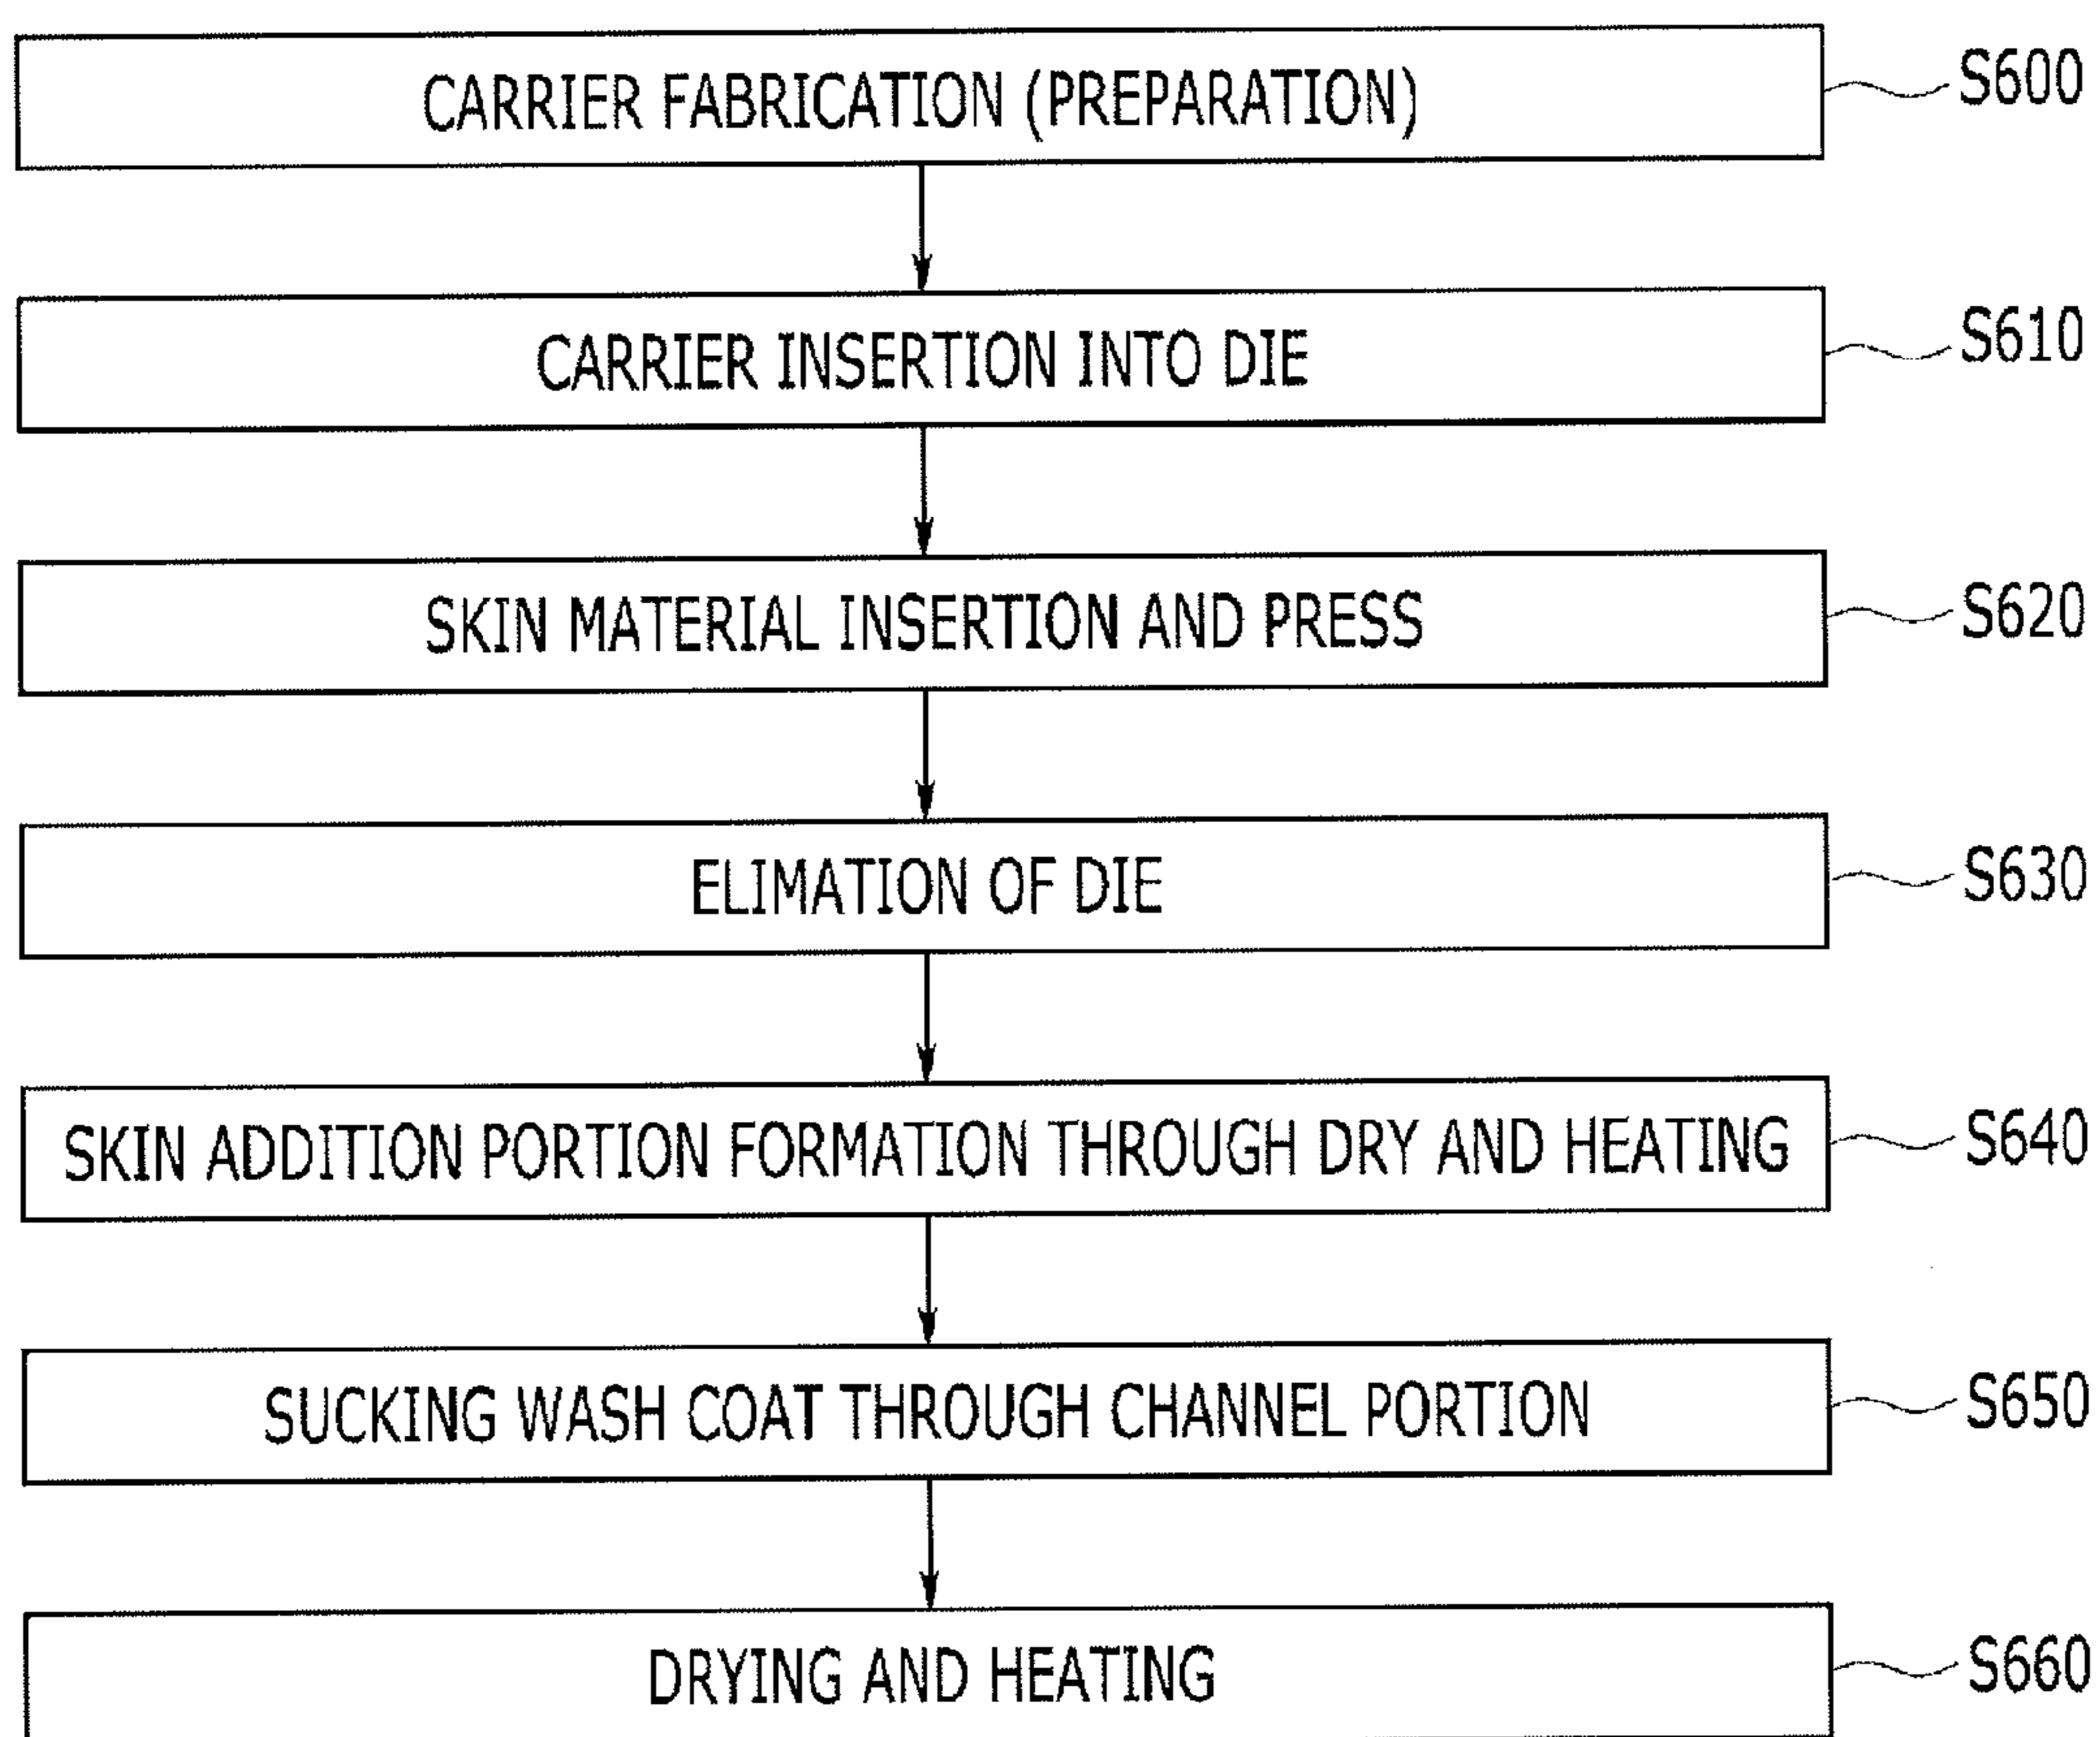 CARRIER FABRICATION (PREPARATION) S600
CARRIER INSERTION INTO DIE S610
SKIN MATERIAL INSERTION AND PRESS S620
ELIMATION OF DIE S630
SKIN ADDITION PORTION FORMATION THROUGH DRY AND HEATING S640
SUCKING WASH COAT THROUGH CHANNEL PORTION S650
DRYING AND HEATING S660